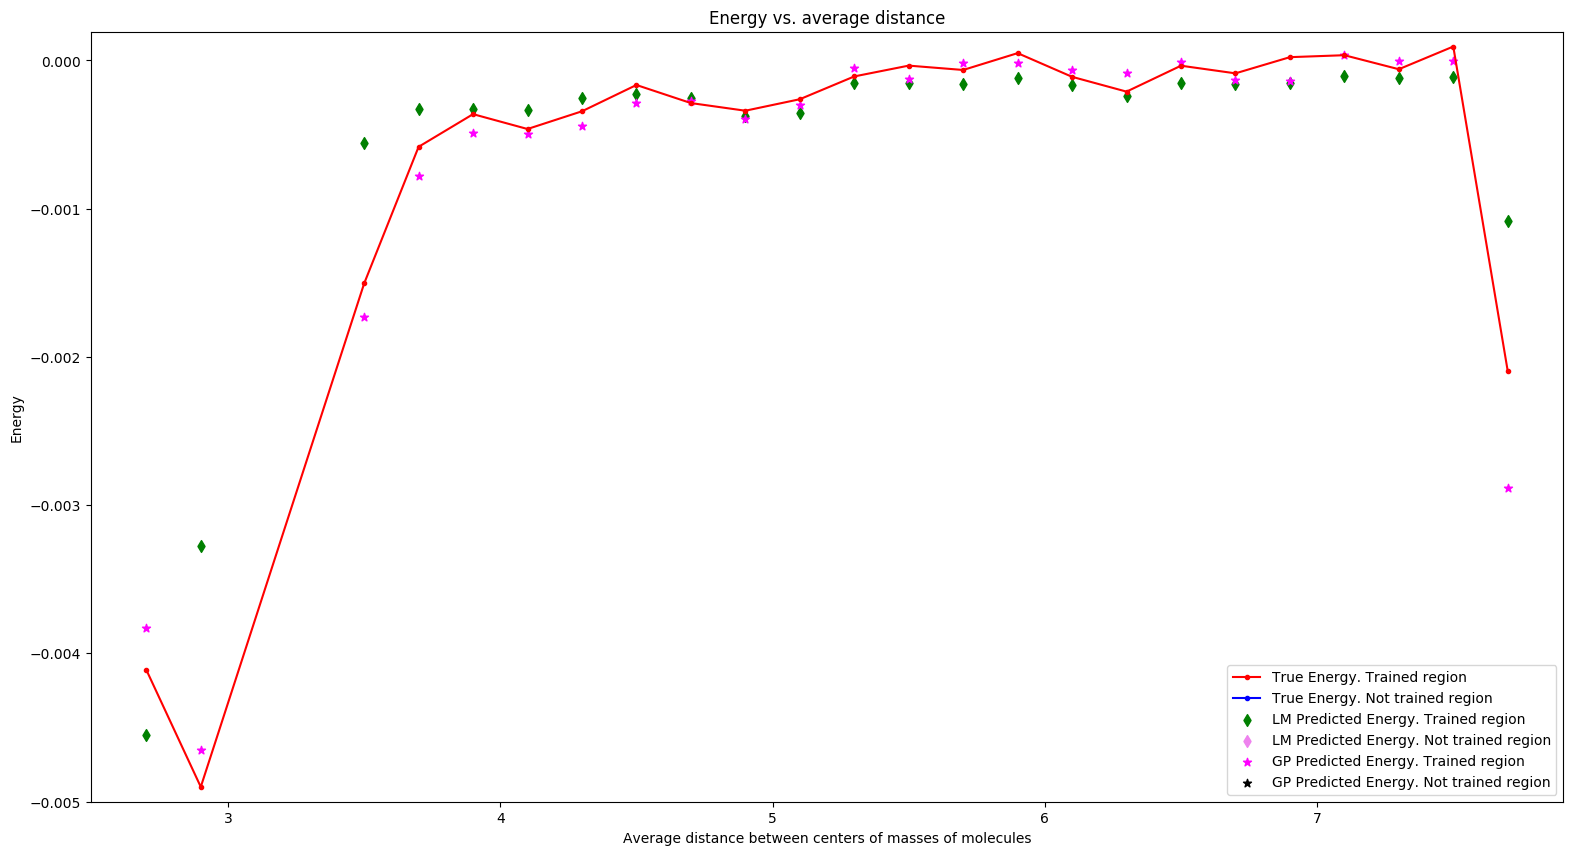 Energy vs. average distance
0.000
−0.001
−0.002
−0.003
−0.004
−0.005
Energy
3 4 5 6 7
Average distance between centers of masses of molecules
True Energy. Trained region
True Energy. Not trained region
LM Predicted Energy. Trained region
LM Predicted Energy. Not trained region
GP Predicted Energy. Trained region
GP Predicted Energy. Not trained region